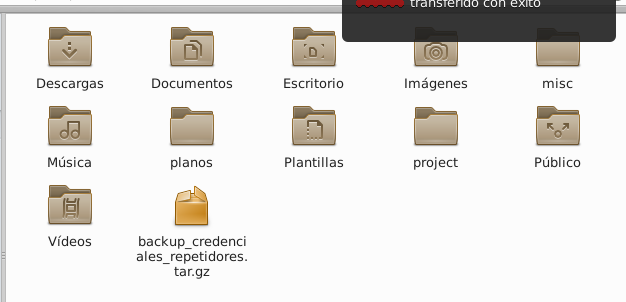 transferido con éxito
Descargas
Documentos
Escritorio
Imágenes
misc
Música
planos
Plantillas
project
Público
Vídeos
backup_credenci
ales_repetidores.
tar.gz